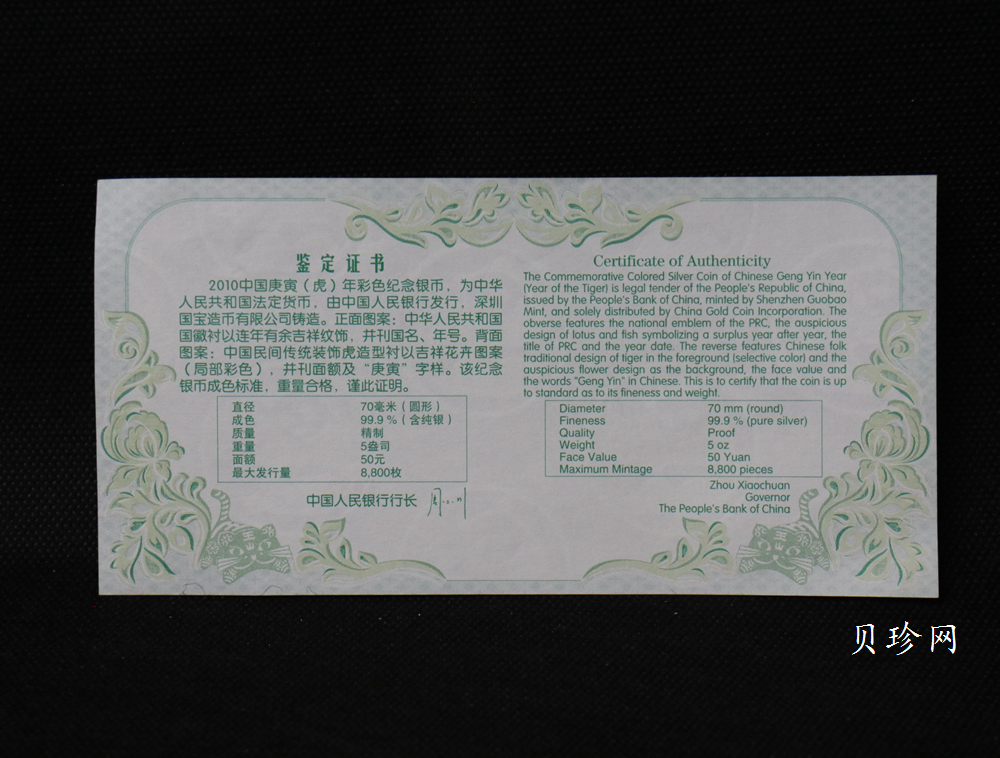 鉴定证书
2010中国庚寅（虎）年彩色纪念银币，为中华
人民共和国法定货币，由中国人民银行发行，深圳
国宝造币有限公司铸造。正面图案：中华人民共和国
国徽衬以连年有余吉祥纹饰，并刊国名、年号。背面
图案：中国民间传统装饰虎造型衬以吉祥花卉图案
（局部彩色），并刊面额及“庚寅”字样。该纪念
银币成色标准，重量合格，谨此证明。
直径 70毫米（圆形）
成色 99.9％（含纯银）
质量 精制
重量 5盎司
面额 50元
最大发行量 8,800枚
中国人民银行行长
Certificate of Authenticity
The Commemorative Colored Silver Coin of Chinese Geng Yin Year
(Year of the Tiger) is legal tender of the People's Republic of China,
issued by the People's Bank of China, minted by Shenzhen Guobao
Mint, and solely distributed by China Gold Coin Incorporation. The
obverse features the national emblem of the PRC, the auspicious
design of lotus and fish symbolizing a surplus year after year, the
title of PRC and the year date. The reverse features Chinese folk
traditional design of tiger in the foreground (selective color) and the
auspicious flower design as the background, the face value and
the words "Geng Yin" in Chinese. This is to certify that the coin is up
to standard as to its fineness and weight.
Diameter 70 mm (round)
Fineness 99.9 % (pure silver)
Quality Proof
Weight 5 oz
Face Value 50 Yuan
Maximum Mintage 8,800 pieces
Zhou Xiaochuan
Governor
The People's Bank of China
王
王
贝珍网